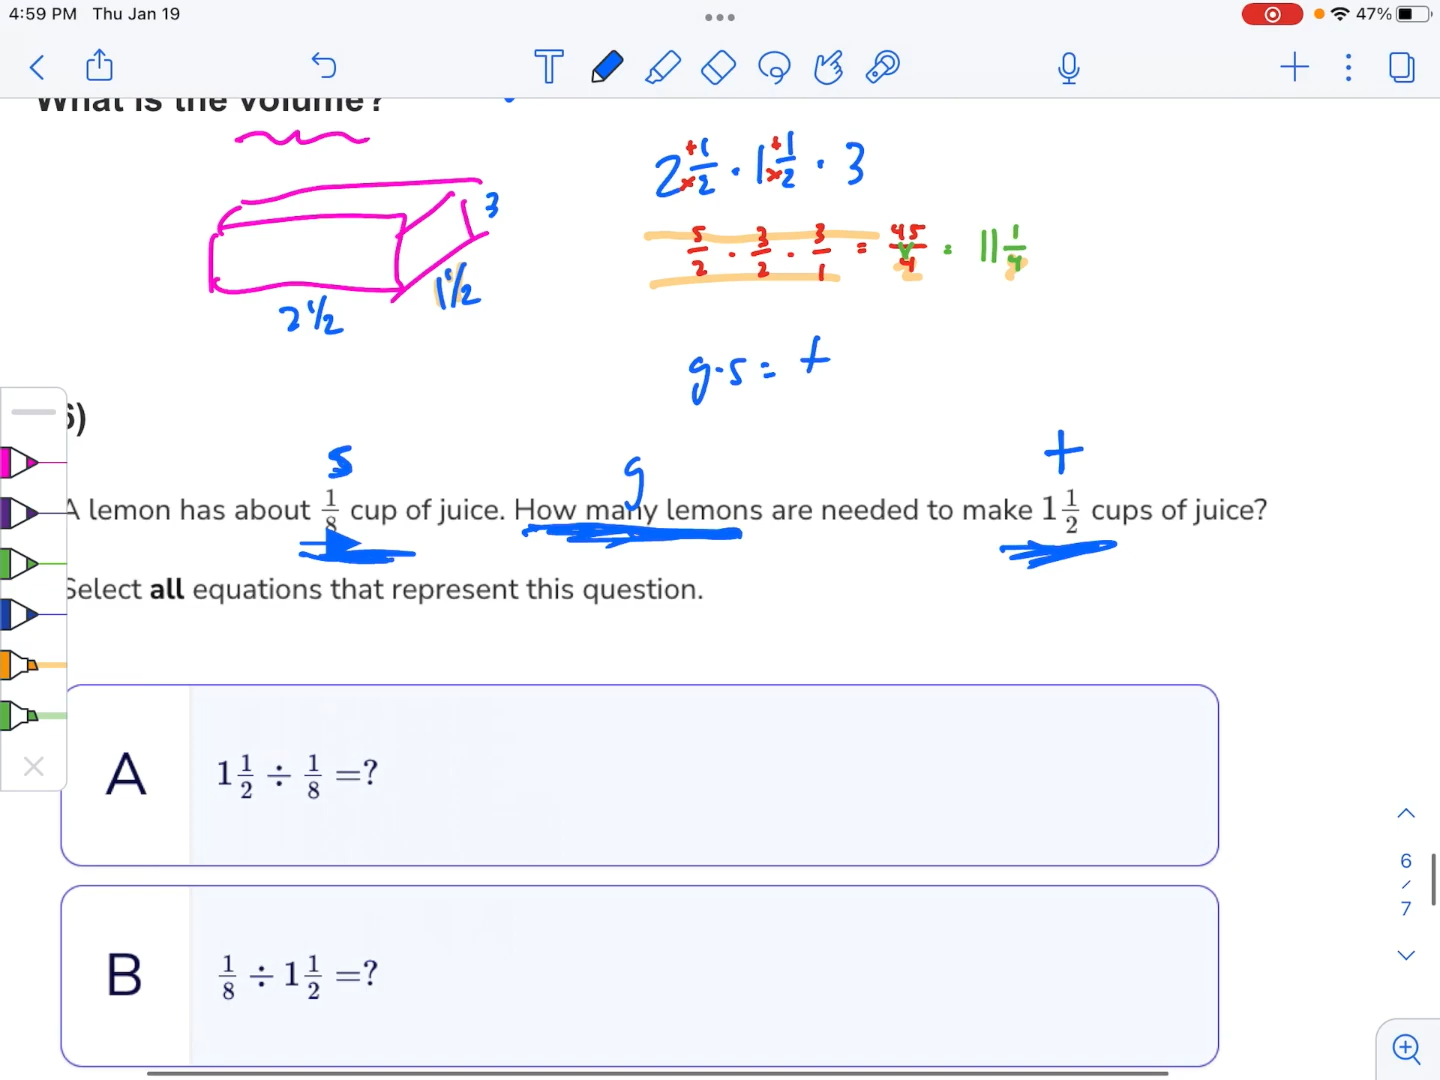 4:59 PM Thu Jan 19
47%
What is the volume?
3
1 1/2
2 1/2
2 + 1/2 × · 1 + 1/2 × · 3
5/2 · 3/2 · 3/1 = 45/4 = 11 1/4
g · s = t
6)
s
g
t
A lemon has about 1/8 cup of juice. How many lemons are needed to make 1 1/2 cups of juice?
Select all equations that represent this question.
A
1 1/2 ÷ 1/8 =?
B
1/8 ÷ 1 1/2 =?
6
/
7